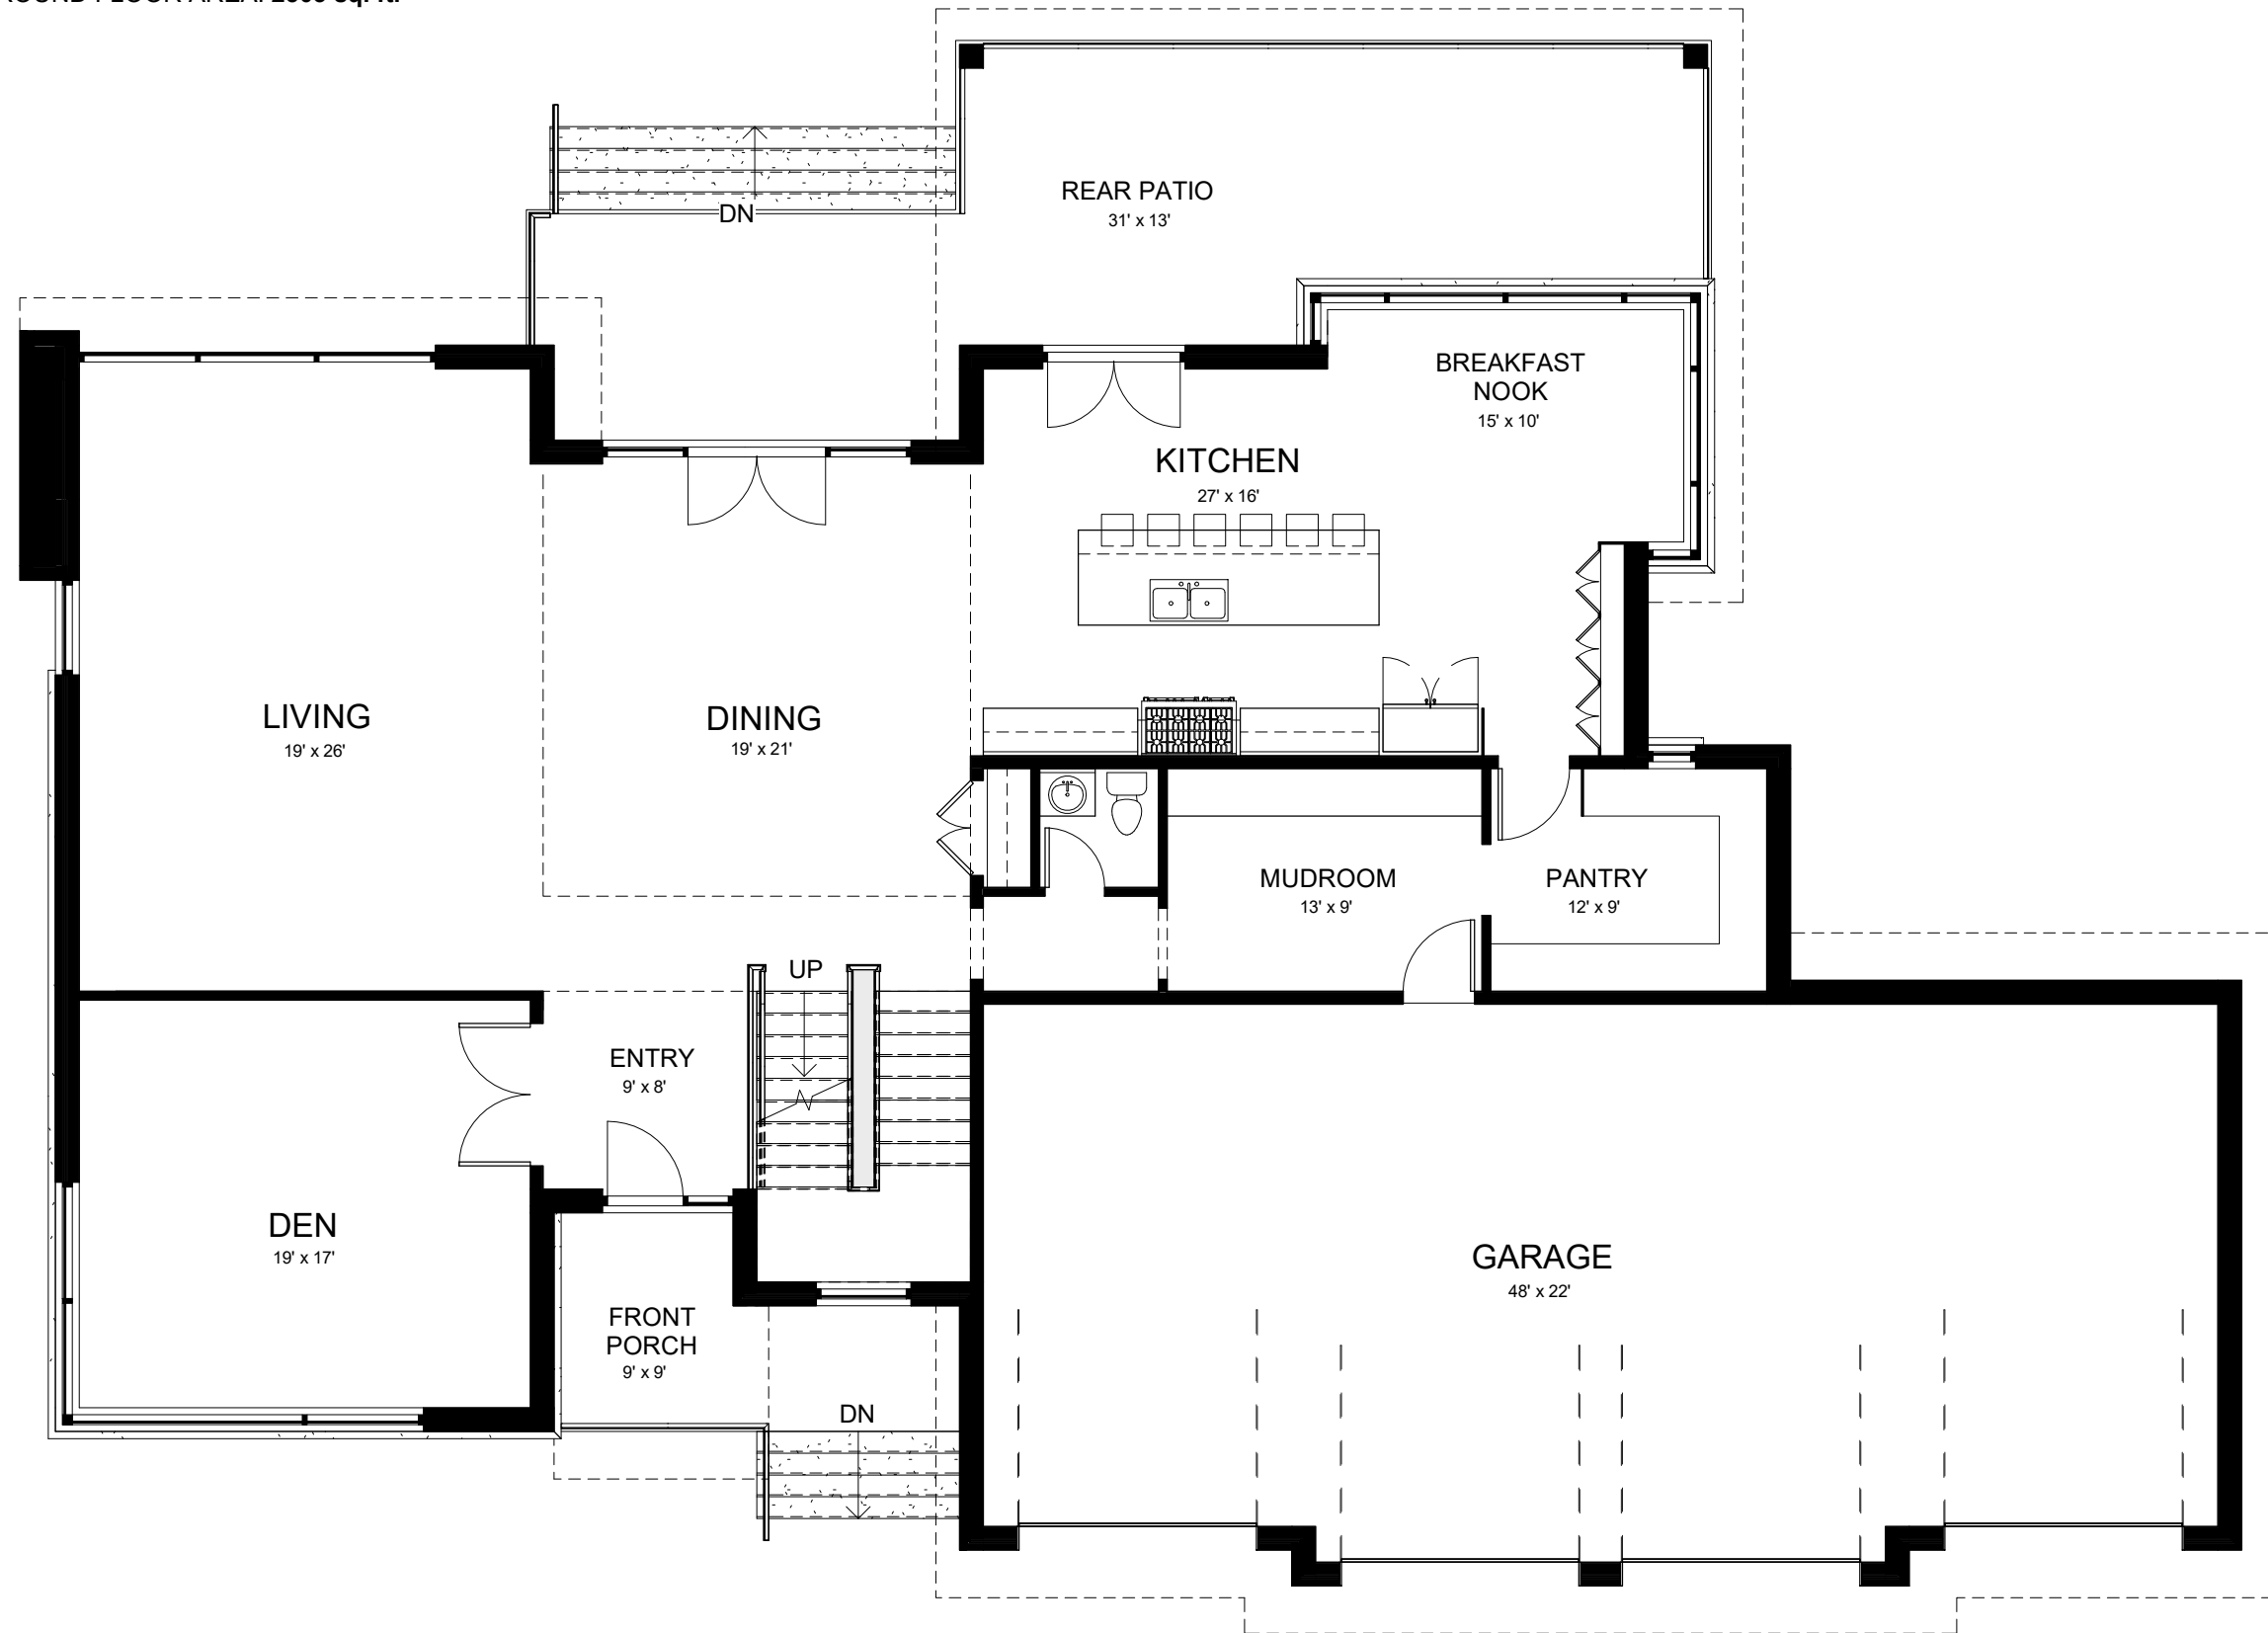 REAR PATIO
31' x 13'
DN
BREAKFAST
NOOK
15' x 10'
KITCHEN
27' x 16'
LIVING
19' x 26'
DINING
19' x 21'
MUDROOM
13' x 9'
PANTRY
12' x 9'
UP
ENTRY
9' x 8'
DEN
19' x 17'
GARAGE
48' x 22'
FRONT
PORCH
9' x 9'
DN